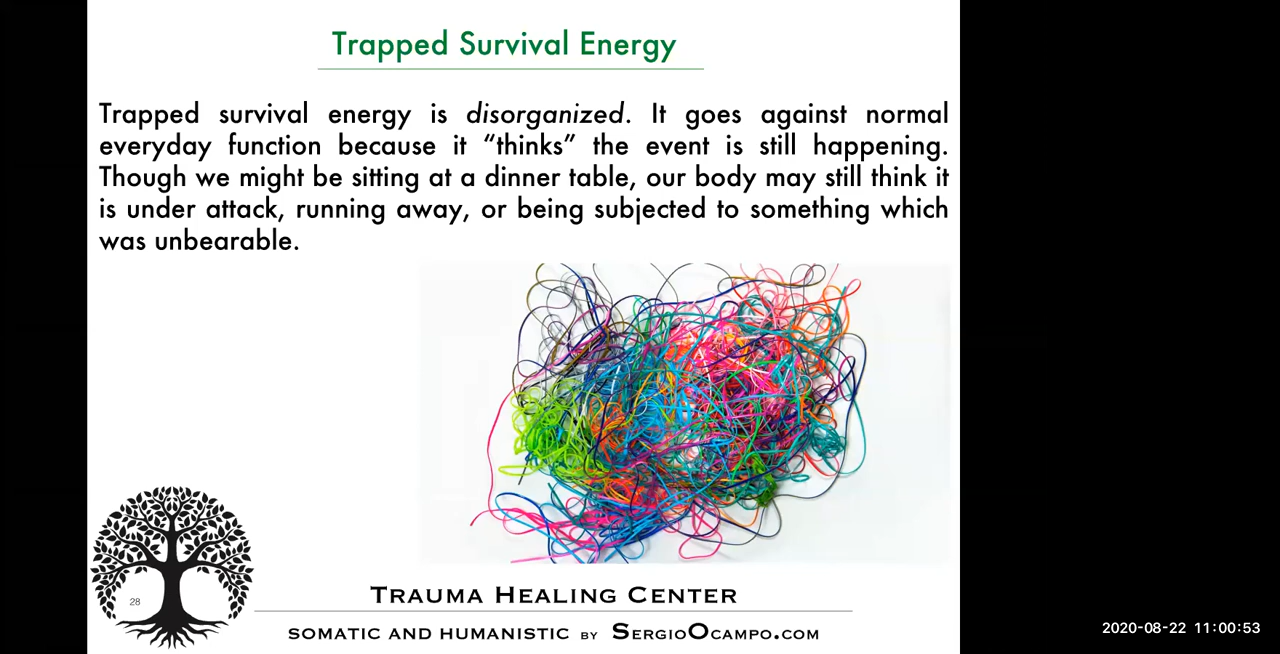 Trapped Survival Energy
Trapped survival energy is disorganized. It goes against normal
everyday function because it “thinks” the event is still happening.
Though we might be sitting at a dinner table, our body may still think it
is under attack, running away, or being subjected to something which
was unbearable.
28
Trauma Healing Center
somatic and humanistic by SergioOcampo.com
2020-08-22 11:00:53